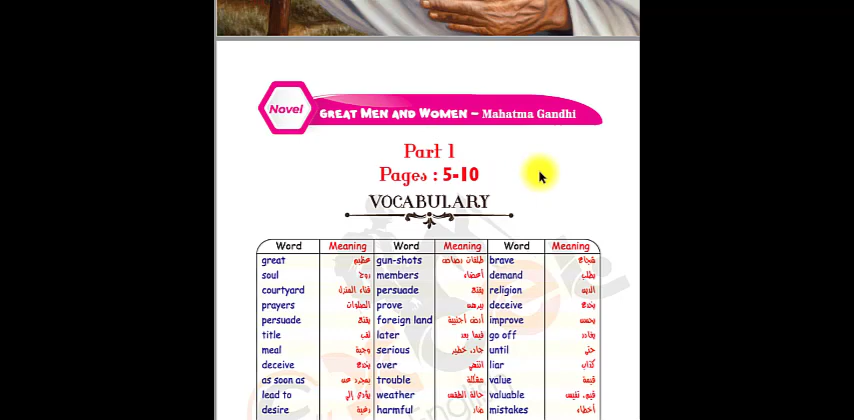 Novel
GREAT MEN AND WOMEN – Mahatma Gandhi
Part 1
Pages : 5-10
VOCABULARY
Word Meaning Word Meaning Word Meaning
great عظيم gun-shots طلقات رصاص brave شجاع
soul روح members أعضاء demand يطلب
courtyard فناء المنزل persuade يقنع religion الدين
prayers الصلوات prove يبرهن deceive يخدع
persuade يقنع foreign land أرض أجنبية improve يحسن
title لقب later فيما بعد go off يغادر
meal وجبة serious جاد، خطير until حتي
deceive يخدع over انتهي liar كذاب
as soon as بمجرد عن trouble مشكلة value قيمة
lead to يؤدي إلي weather حالة الطقس valuable قيم، نفيس
desire رغبة harmful ضار mistakes أخطاء